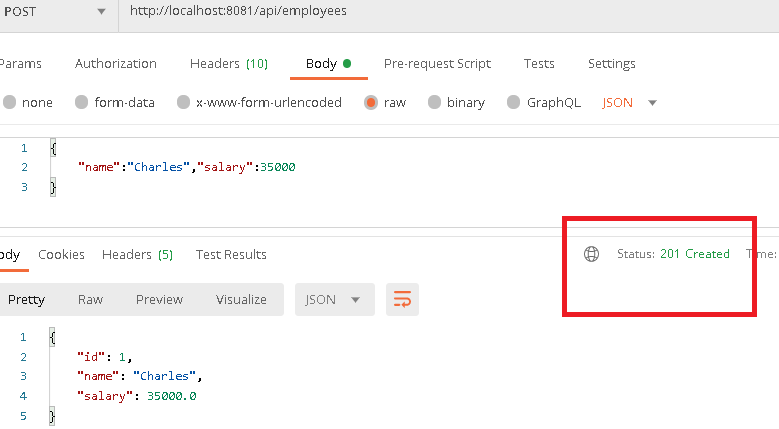 POST http://localhost:8081/api/employees
Params Authorization Headers (10) Body Pre-request Script Tests Settings
none form-data x-www-form-urlencoded raw binary GraphQL JSON
1 {
2 "name":"Charles","salary":35000
3 }
ody Cookies Headers (5) Test Results Status: 201 Created Time:
Pretty Raw Preview Visualize JSON
1 {
2 "id": 1,
3 "name": "Charles",
4 "salary": 35000.0
5 }